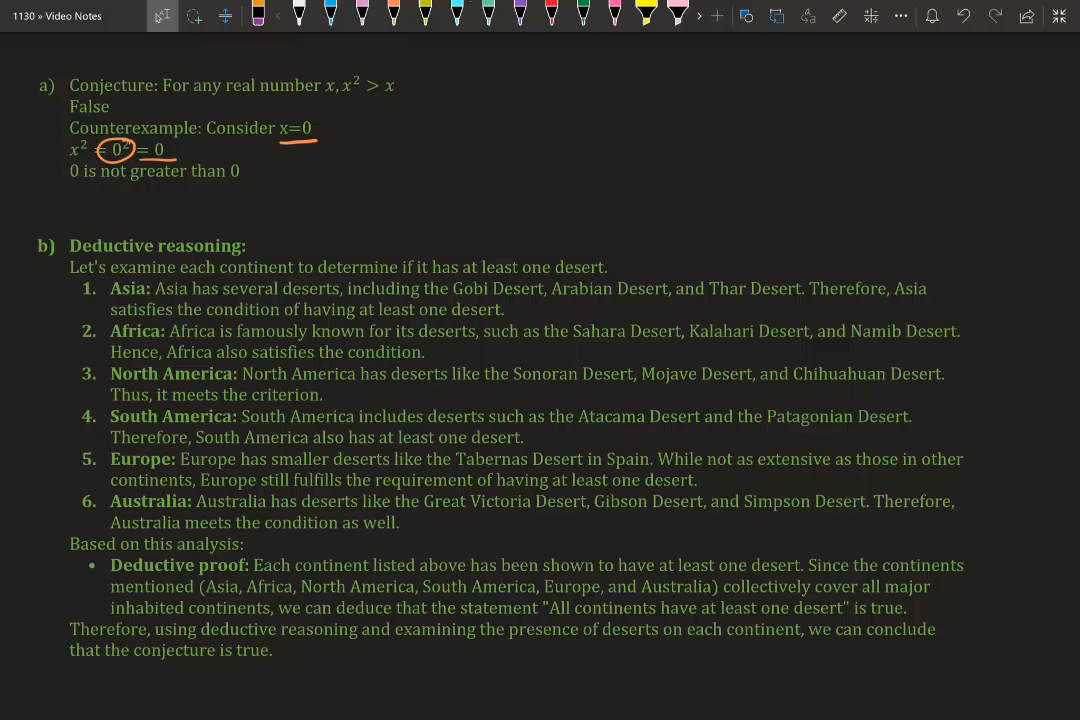 1130 » Video Notes
a) Conjecture: For any real number x, x² > x
False
Counterexample: Consider x=0
x² = 0² = 0
0 is not greater than 0
b) Deductive reasoning:
Let's examine each continent to determine if it has at least one desert.
1. Asia: Asia has several deserts, including the Gobi Desert, Arabian Desert, and Thar Desert. Therefore, Asia
satisfies the condition of having at least one desert.
2. Africa: Africa is famously known for its deserts, such as the Sahara Desert, Kalahari Desert, and Namib Desert.
Hence, Africa also satisfies the condition.
3. North America: North America has deserts like the Sonoran Desert, Mojave Desert, and Chihuahuan Desert.
Thus, it meets the criterion.
4. South America: South America includes deserts such as the Atacama Desert and the Patagonian Desert.
Therefore, South America also has at least one desert.
5. Europe: Europe has smaller deserts like the Tabernas Desert in Spain. While not as extensive as those in other
continents, Europe still fulfills the requirement of having at least one desert.
6. Australia: Australia has deserts like the Great Victoria Desert, Gibson Desert, and Simpson Desert. Therefore,
Australia meets the condition as well.
Based on this analysis:
• Deductive proof: Each continent listed above has been shown to have at least one desert. Since the continents
mentioned (Asia, Africa, North America, South America, Europe, and Australia) collectively cover all major
inhabited continents, we can deduce that the statement "All continents have at least one desert" is true.
Therefore, using deductive reasoning and examining the presence of deserts on each continent, we can conclude
that the conjecture is true.